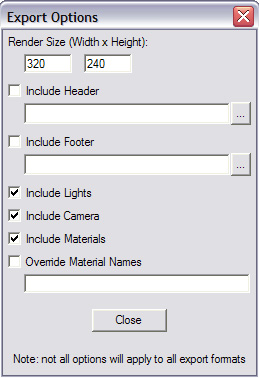 Export Options
Render Size (Width x Height):
320 240
Include Header
...
Include Footer
...
Include Lights
Include Camera
Include Materials
Override Material Names
Close
Note: not all options will apply to all export formats